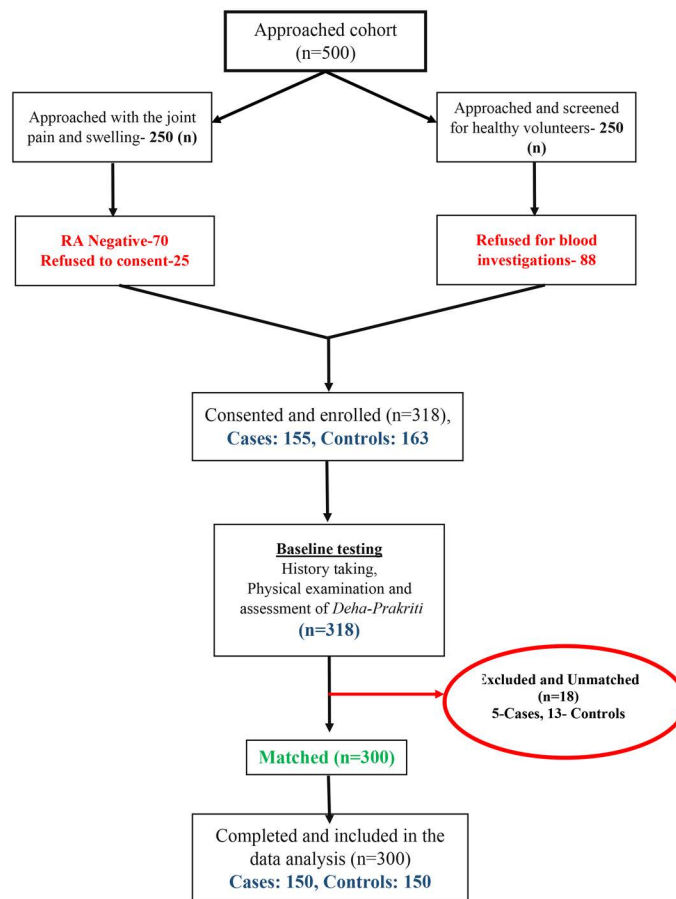 Approached cohort
(n=500)
Approached with the joint
pain and swelling- 250 (n)
Approached and screened
for healthy volunteers- 250
(n)
RA Negative-70
Refused to consent-25
Refused for blood
investigations- 88
Consented and enrolled (n=318),
Cases: 155, Controls: 163
Baseline testing
History taking,
Physical examination and
assessment of Deha-Prakriti
(n=318)
Excluded and Unmatched
(n=18)
5-Cases, 13- Controls
Matched (n=300)
Completed and included in the
data analysis (n=300)
Cases: 150, Controls: 150